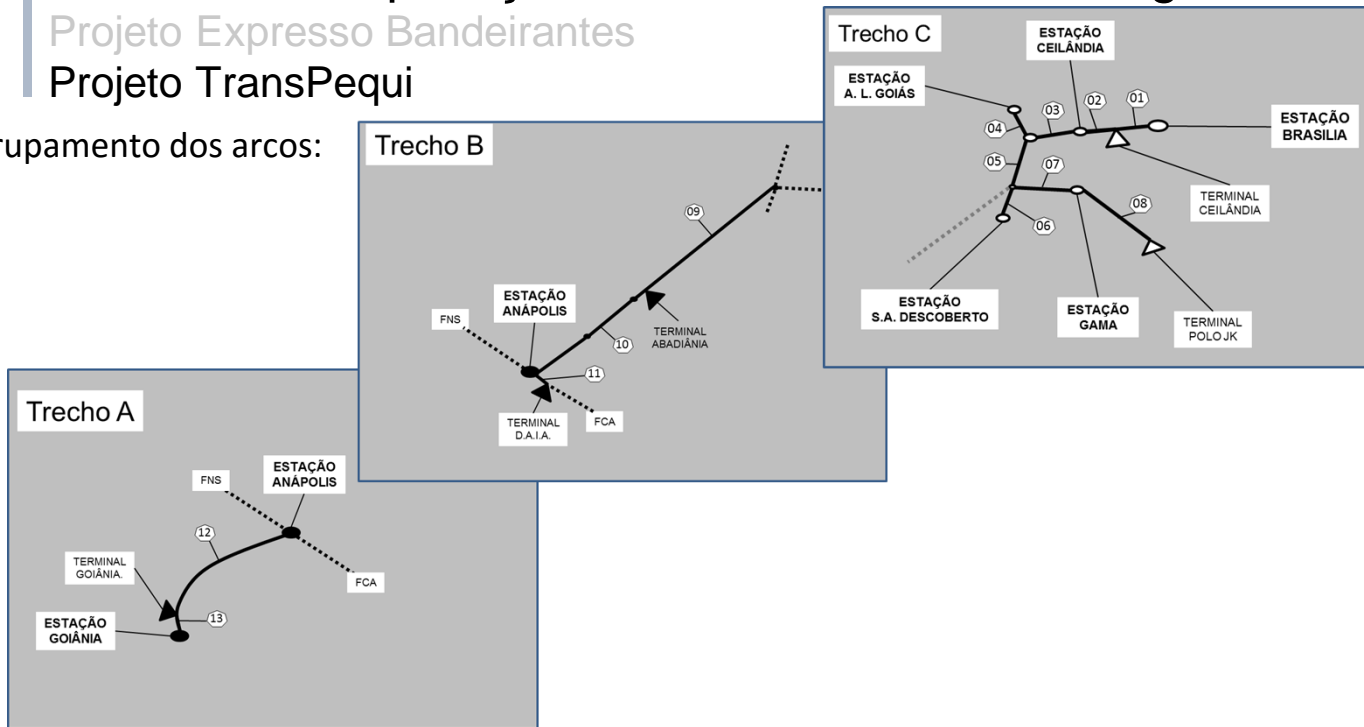 Projeto Expresso Bandeirantes
Projeto TransPequi
rupamento dos arcos:
Trecho C
ESTAÇÃO
CEILÂNDIA
ESTAÇÃO
A. L. GOIÁS
03
02
01
ESTAÇÃO
BRASILIA
04
05
07
TERMINAL
CEILÂNDIA
08
06
ESTAÇÃO
S.A. DESCOBERTO
ESTAÇÃO
GAMA
TERMINAL
POLO JK
Trecho B
09
ESTAÇÃO
ANÁPOLIS
FNS
TERMINAL
ABADIÂNIA
10
11
TERMINAL
D.A.I.A.
FCA
Trecho A
FNS
ESTAÇÃO
ANÁPOLIS
12
TERMINAL
GOIÂNIA.
FCA
ESTAÇÃO
GOIÂNIA
13